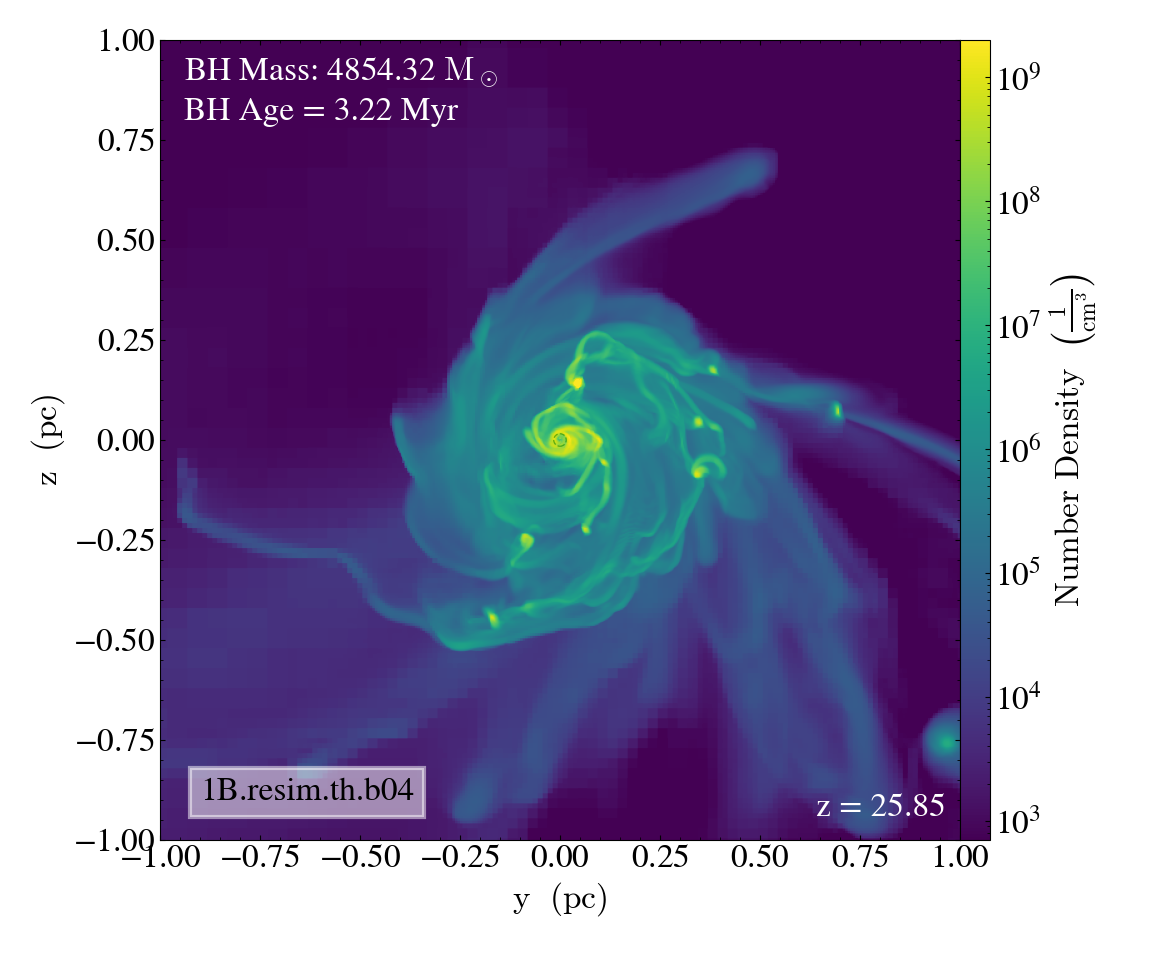 BH Mass: 4854.32 M⊙
BH Age = 3.22 Myr
1.00
0.75
0.50
0.25
0.00
−0.25
−0.50
−0.75
−1.00
z (pc)
1B.resim.th.b04
z = 25.85
−1.00 −0.75 −0.50 −0.25 0.00 0.25 0.50 0.75 1.00
y (pc)
10⁹
10⁸
10⁷
10⁶
10⁵
10⁴
10³
Number Density (1/cm³)